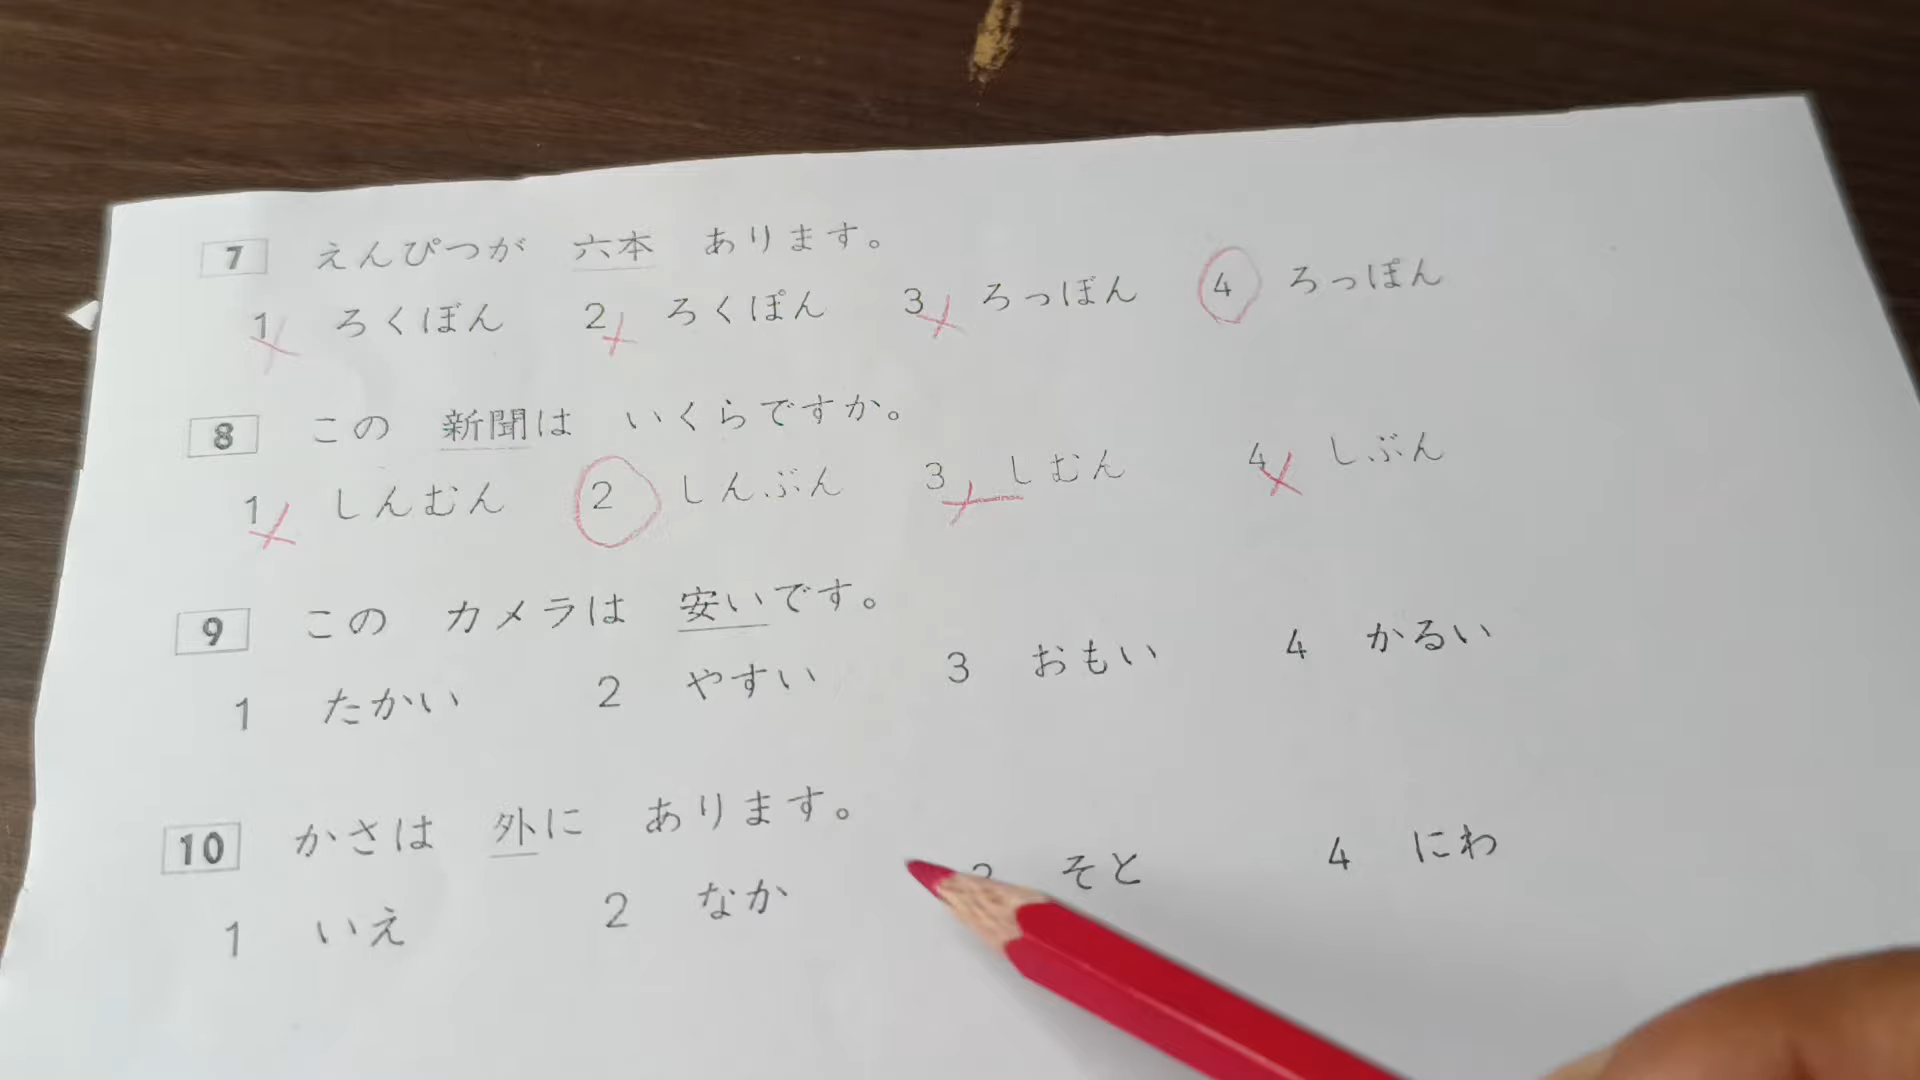 7 えんぴつが 六本 あります。
1 ろくぼん 2 ろくぽん 3 ろっぼん 4 ろっぽん
8 この 新聞は いくらですか。
1 しんむん 2 しんぶん 3 しむん 4 しぶん
9 この カメラは 安いです。
1 たかい 2 やすい 3 おもい 4 かるい
10 かさは 外に あります。
1 いえ 2 なか 3 そと 4 にわ